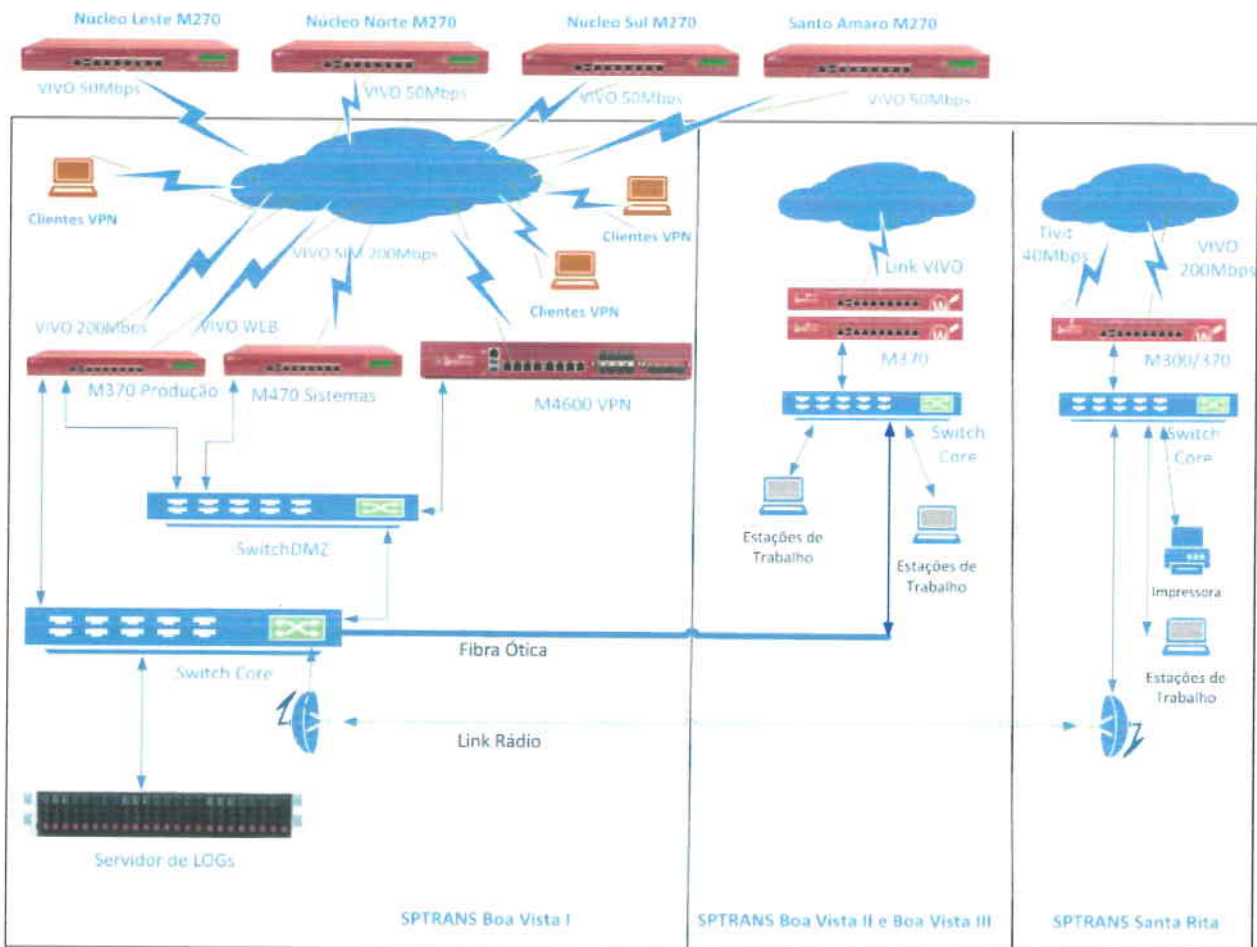 Nucleo Leste M270
Núcleo Norte M270
Nucleo Sul M270
Santo Amaro M270
VIVO 50Mbps
VIVO 50Mbps
VIVO 50Mbps
VIVO 50Mbps
Clientes VPN
Clientes VPN
Clientes VPN
VIVO SIM 200Mbps
VIVO 200Mbps
VIVO WEB
M370 Produção
M470 Sistemas
M4600 VPN
SwitchDMZ
Switch Core
Fibra Ótica
Link Rádio
Servidor de LOGs
SPTRANS Boa Vista I
Link VIVO
M370
Switch
Core
Estações de
Trabalho
Estações de
Trabalho
SPTRANS Boa Vista II e Boa Vista III
Tivit
40Mbps
VIVO
200Mbps
M300/370
Switch
Core
Impressora
Estações de
Trabalho
SPTRANS Santa Rita